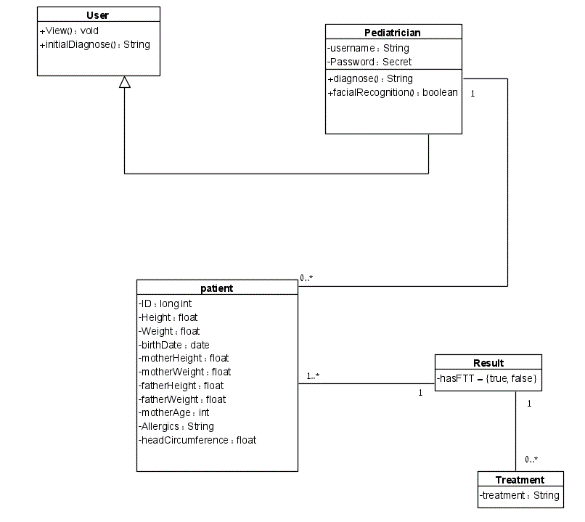 User
+View() : void
+initialDiagnose() : String
Pediatrician
-username : String
-Password : Secret
+diagnose() : String
+facialRecognition() : boolean
1
0..*
patient
-ID : longint
-Height : float
-Weight : float
-birthDate : date
-motherHeight : float
-motherWeight : float
-fatherHeight : float
-fatherWeight : float
-motherAge : int
-Allergics : String
-headCircumference : float
1..*
1
Result
-hasFTT = {true, false}
1
0..*
Treatment
-treatment : String